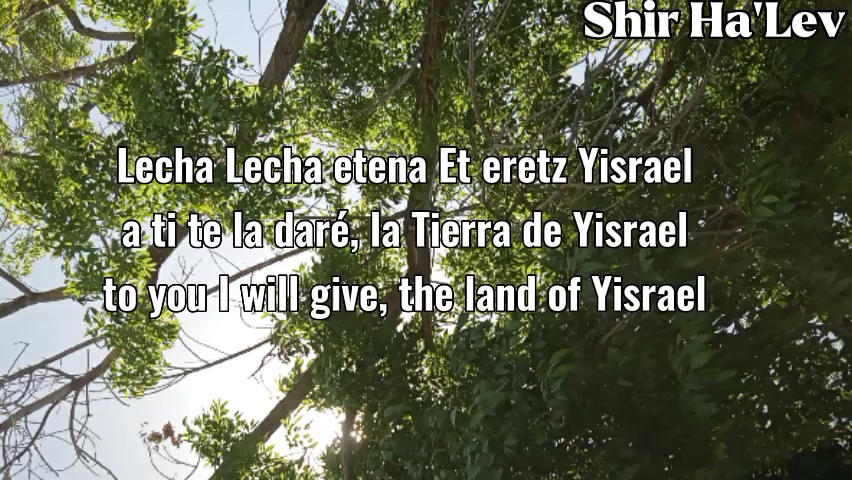 Shir Ha'Lev
Lecha Lecha etena Et eretz Yisrael
a ti te la daré, la Tierra de Yisrael
to you I will give, the land of Yisrael